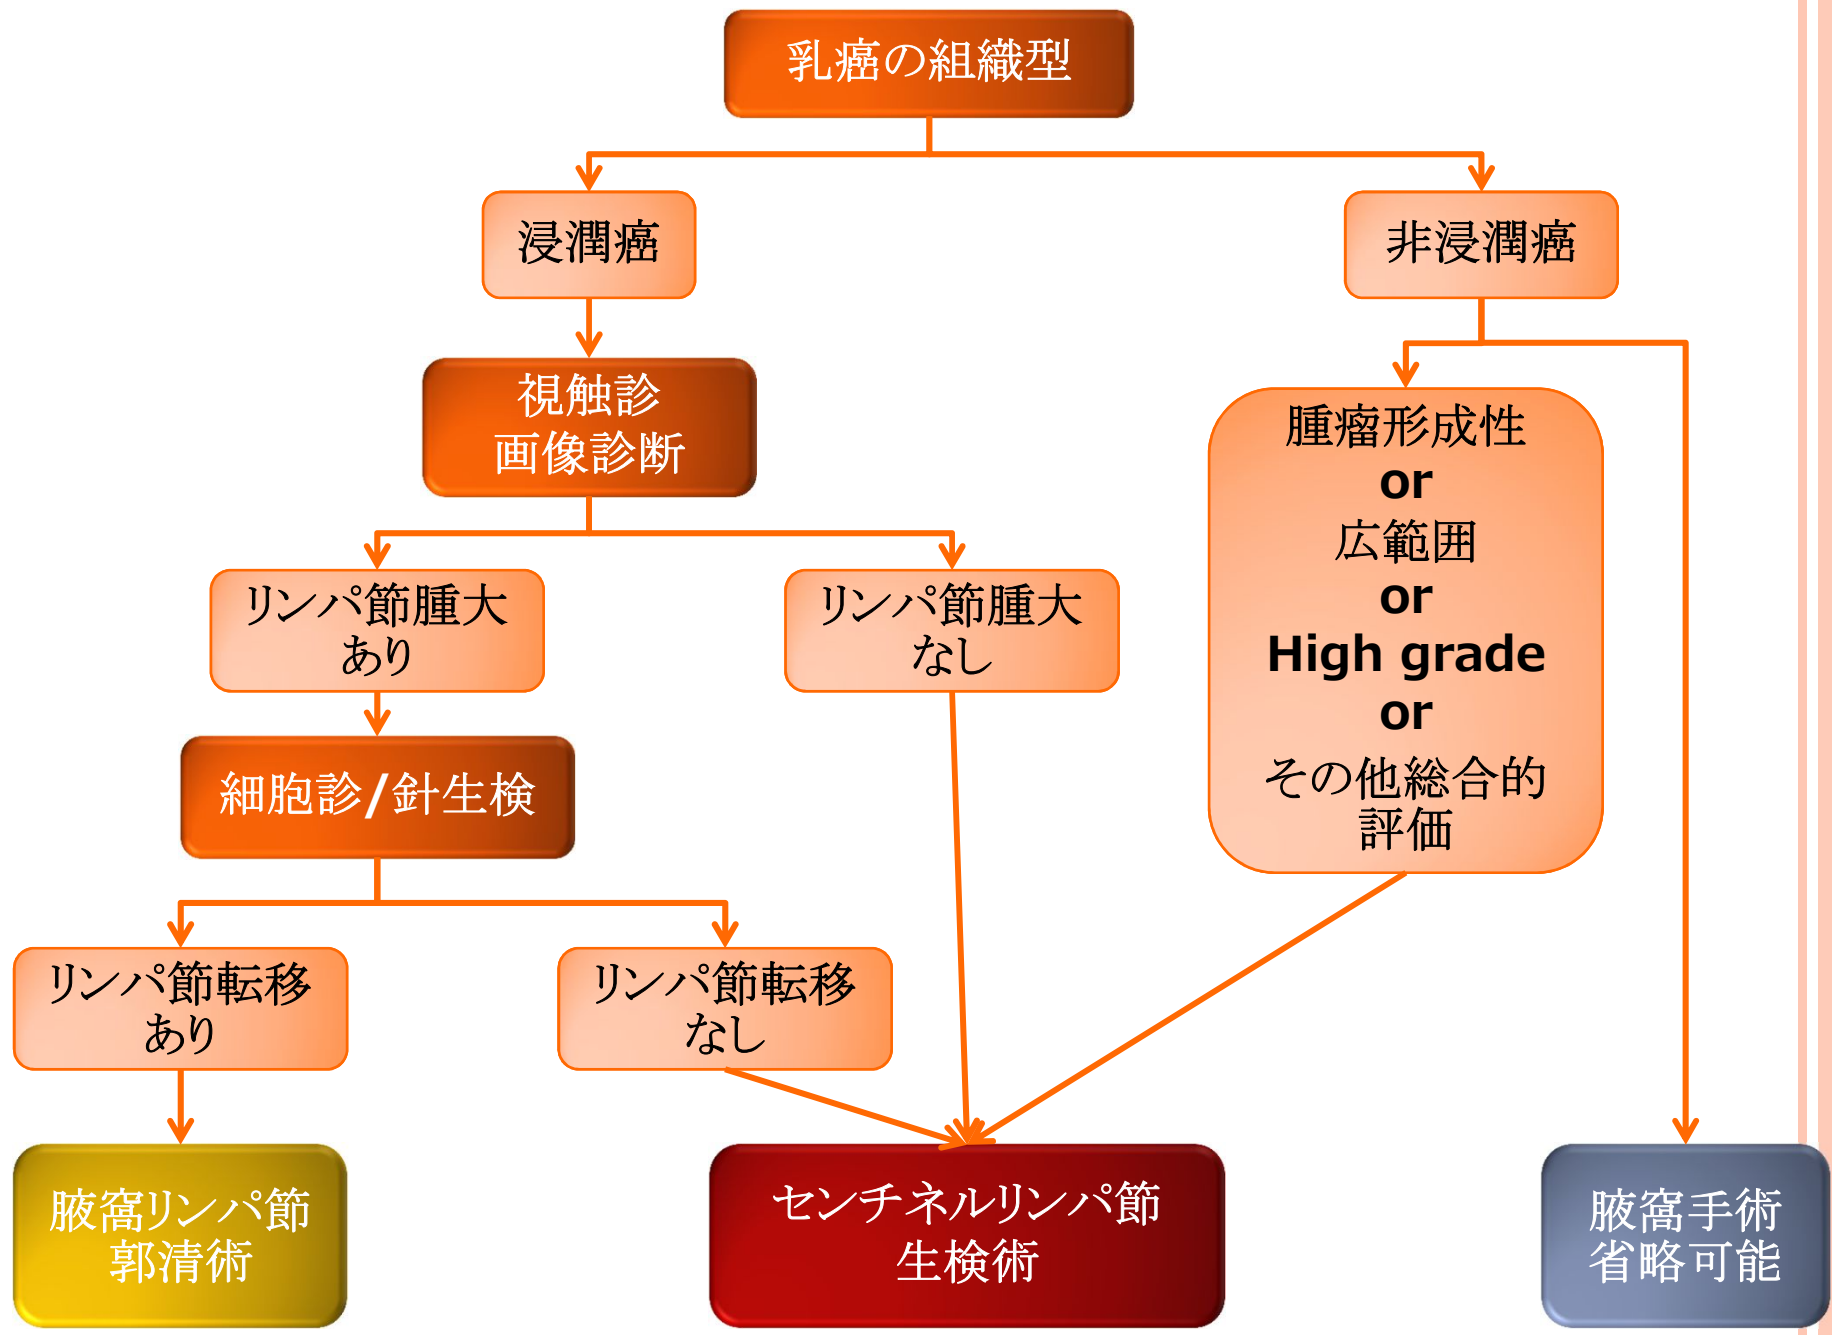 乳癌の組織型
浸潤癌
非浸潤癌
視触診
画像診断
腫瘤形成性
or
広範囲
or
High grade
or
その他総合的
評価
リンパ節腫大
あり
リンパ節腫大
なし
細胞診/針生検
リンパ節転移
あり
リンパ節転移
なし
腋窩リンパ節
郭清術
センチネルリンパ節
生検術
腋窩手術
省略可能